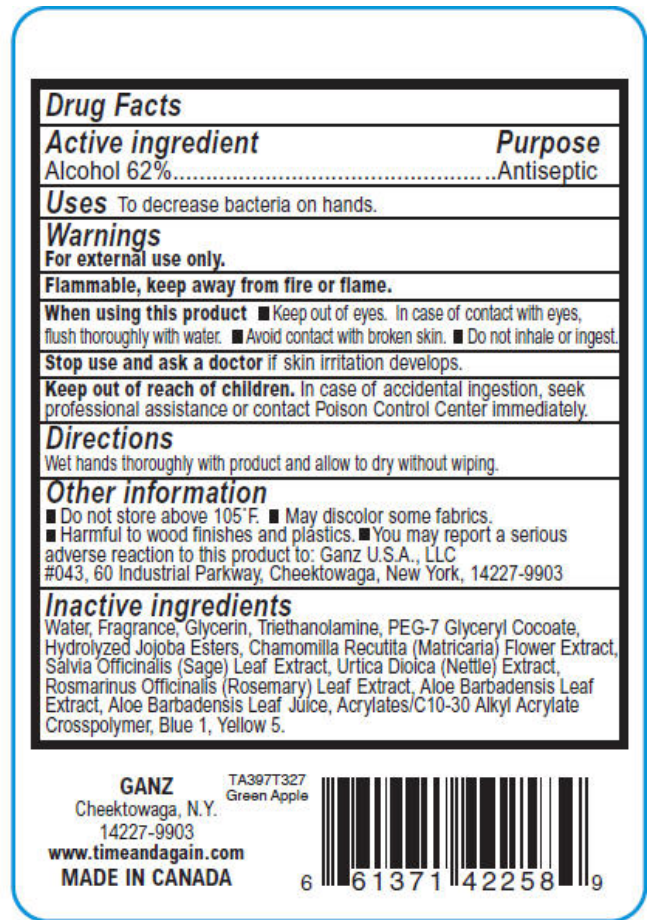 Drug Facts
Active ingredient Purpose
Alcohol 62%....................................................Antiseptic
Uses To decrease bacteria on hands.
Warnings
For external use only.
Flammable, keep away from fire or flame.
When using this product ■ Keep out of eyes. In case of contact with eyes,
flush thoroughly with water. ■ Avoid contact with broken skin. ■ Do not inhale or ingest.
Stop use and ask a doctor if skin irritation develops.
Keep out of reach of children. In case of accidental ingestion, seek
professional assistance or contact Poison Control Center immediately.
Directions
Wet hands thoroughly with product and allow to dry without wiping.
Other information
■ Do not store above 105˚F. ■ May discolor some fabrics.
■ Harmful to wood finishes and plastics. ■ You may report a serious
adverse reaction to this product to: Ganz U.S.A., LLC
#043, 60 Industrial Parkway, Cheektowaga, New York, 14227-9903
Inactive ingredients
Water, Fragrance, Glycerin, Triethanolamine, PEG-7 Glyceryl Cocoate,
Hydrolyzed Jojoba Esters, Chamomilla Recutita (Matricaria) Flower Extract,
Salvia Officinalis (Sage) Leaf Extract, Urtica Dioica (Nettle) Extract,
Rosmarinus Officinalis (Rosemary) Leaf Extract, Aloe Barbadensis Leaf
Extract, Aloe Barbadensis Leaf Juice, Acrylates/C10-30 Alkyl Acrylate
Crosspolymer, Blue 1, Yellow 5.
GANZ
Cheektowaga, N.Y.
14227-9903
www.timeandagain.com
MADE IN CANADA
TA397T327
Green Apple
6 61371 42258 9